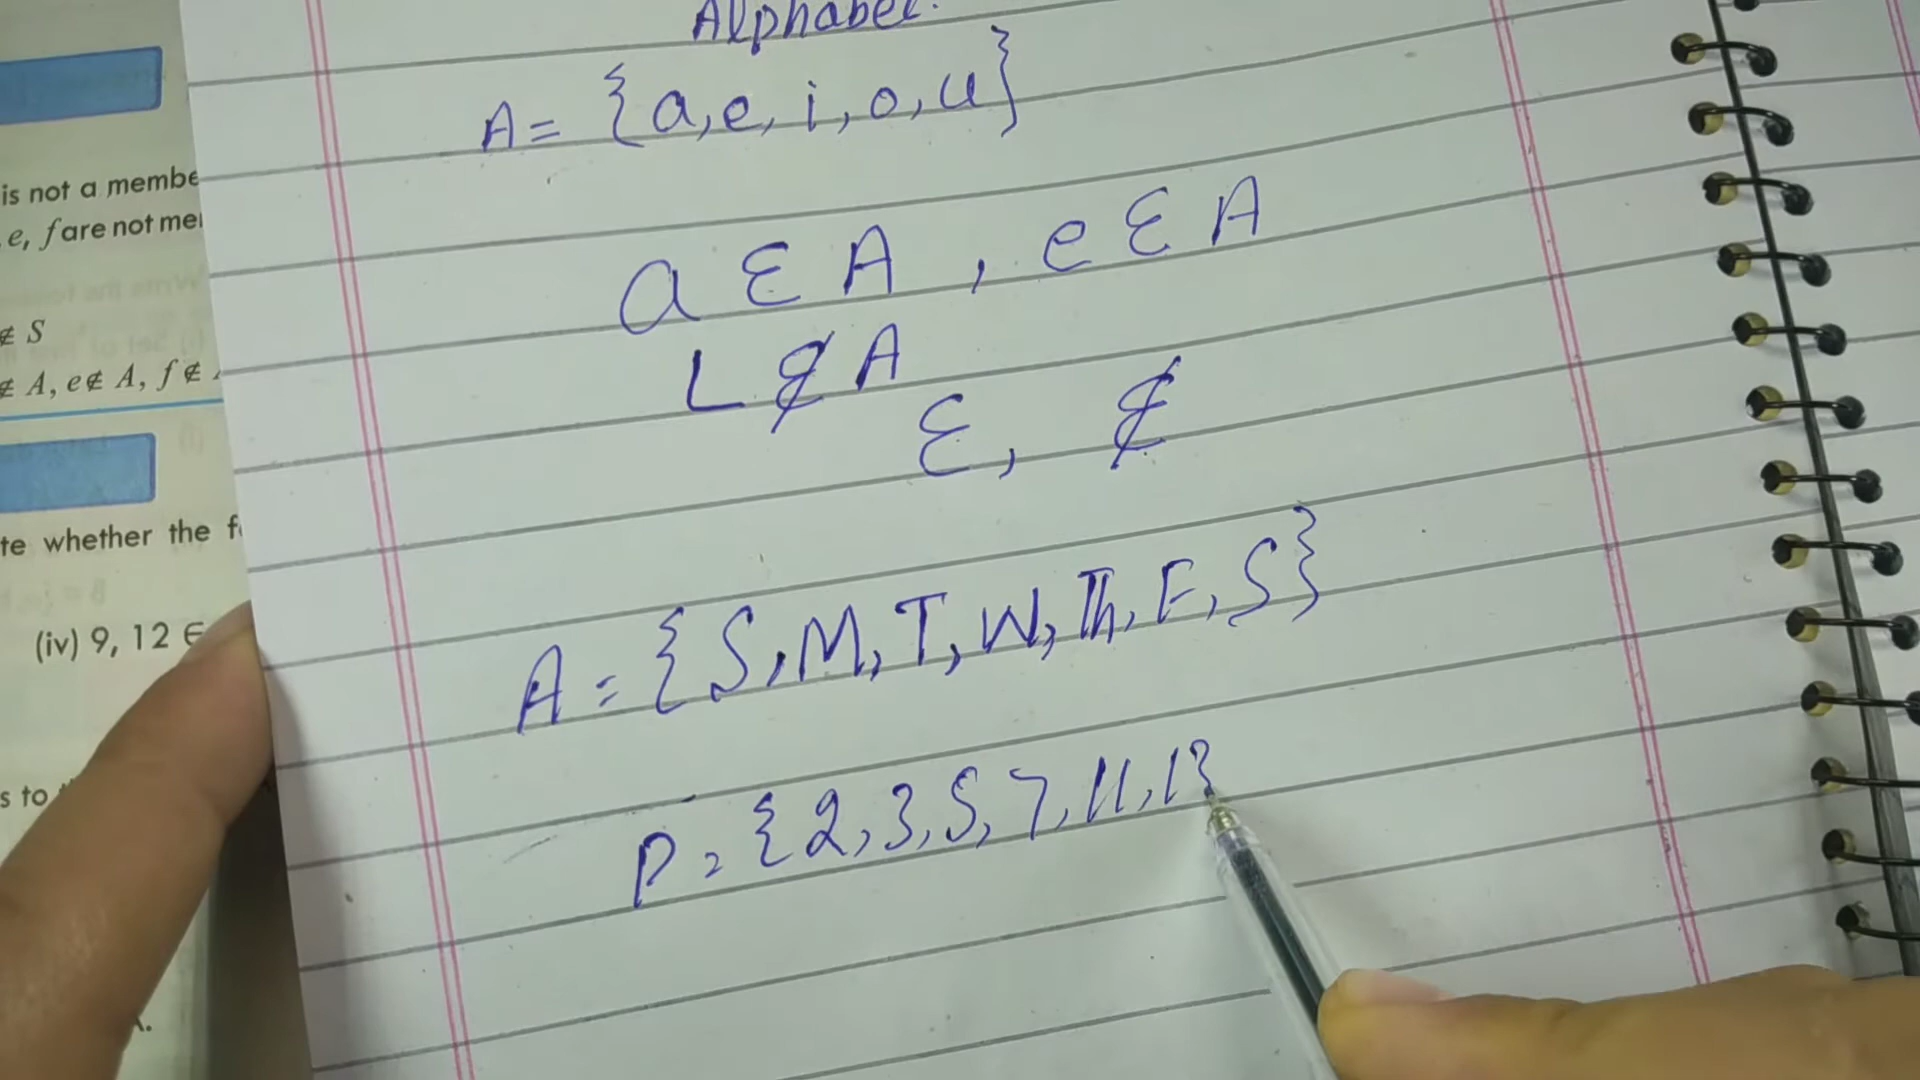 Alphabet.
A = {a, e, i, o, u}
a ∈ A , e ∈ A
L ∉ A
∈, ∉
A = {S, M, T, W, Th, F, S}
P = {2, 3, 5, 7, 11, 13
is not a membe
e, f are not me
∉ S
∉ A, e ∉ A, f ∉
te whether the f
(iv) 9, 12 ∈
s to